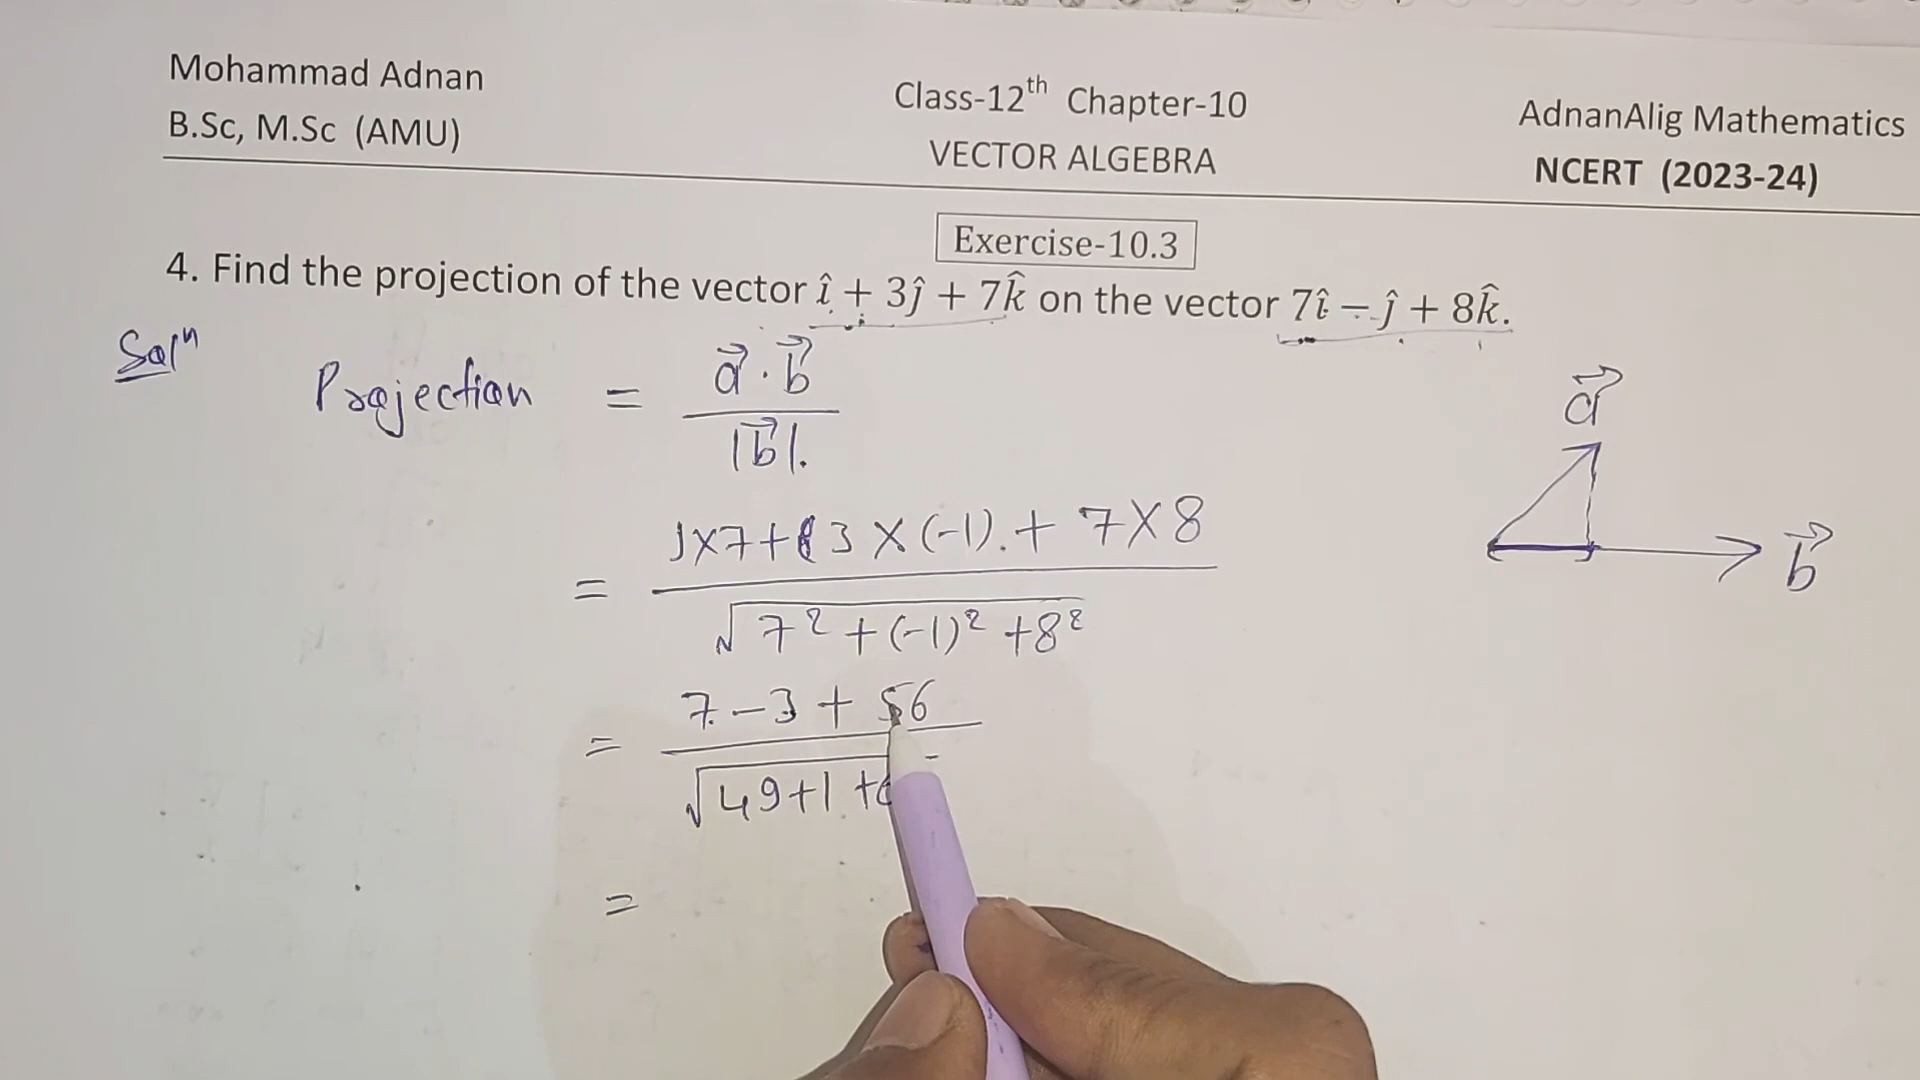 Mohammad Adnan
B.Sc, M.Sc (AMU)
Class-12th Chapter-10
VECTOR ALGEBRA
AdnanAlig Mathematics
NCERT (2023-24)
Exercise-10.3
4. Find the projection of the vector î + 3ĵ + 7k̂ on the vector 7î − ĵ + 8k̂.
Solⁿ
Projection = a⃗ · b⃗ / |b⃗|.
= 1×7+3×(-1).+7×8 / √7²+(-1)²+8²
= 7-3+56 / √49+1+
=
a⃗
b⃗